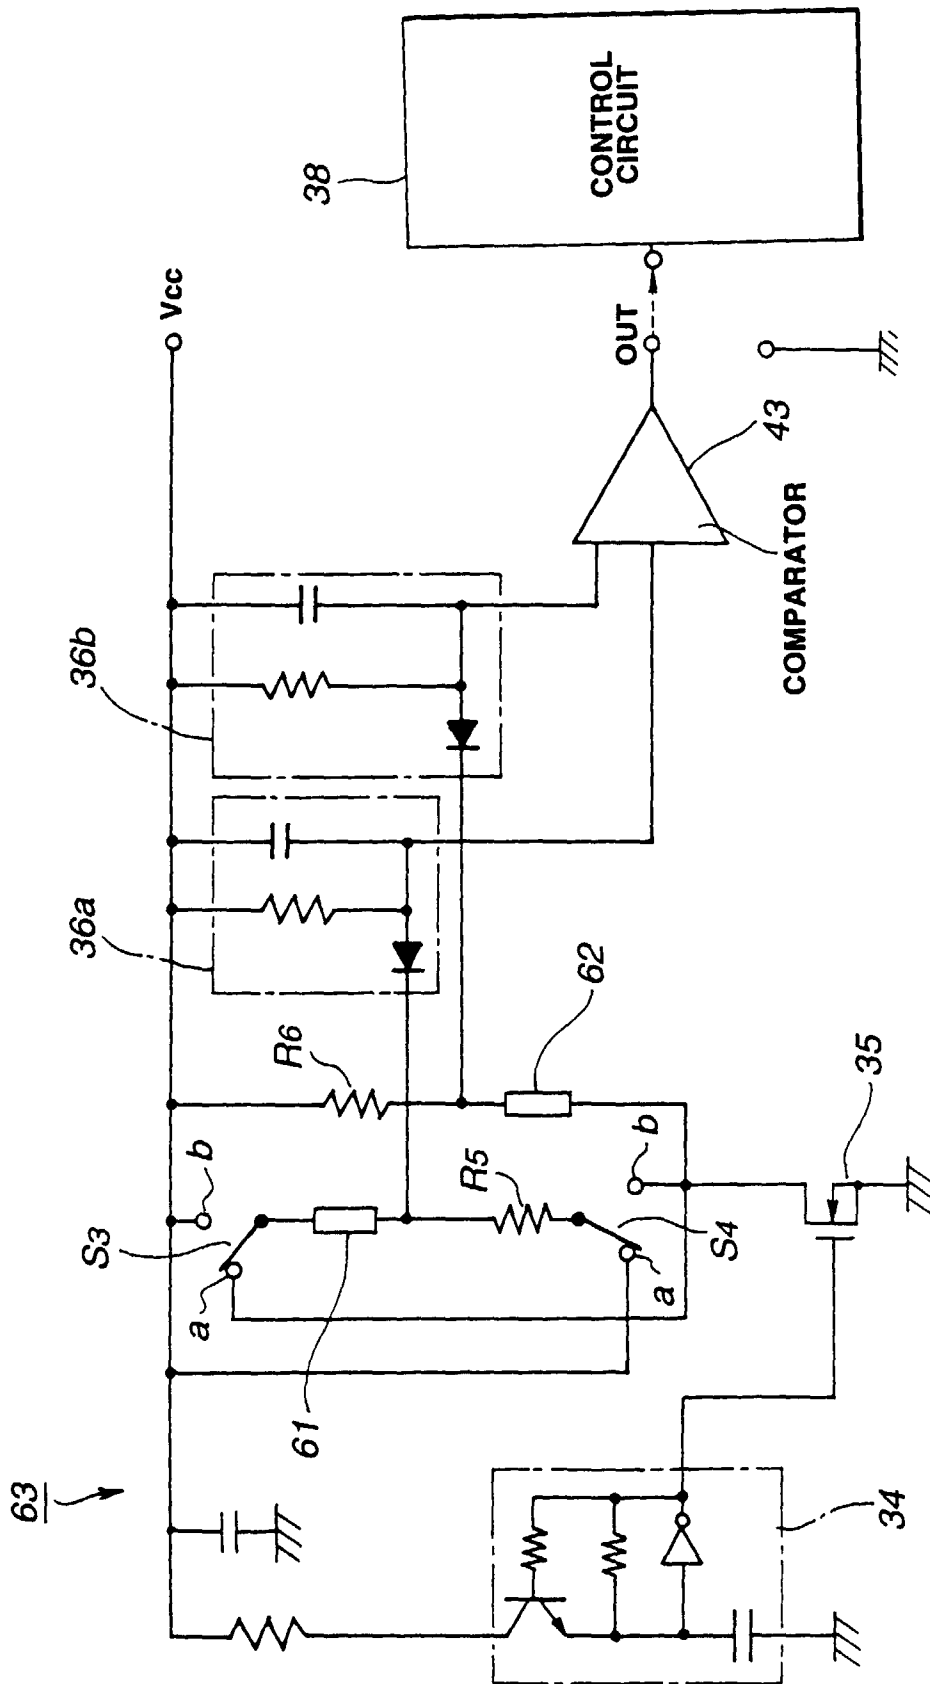 63
Vcc
38
CONTROL
CIRCUIT
OUT
43
COMPARATOR
36b
36a
R6
62
b
S3
a
61
R5
b
S4
a
35
34